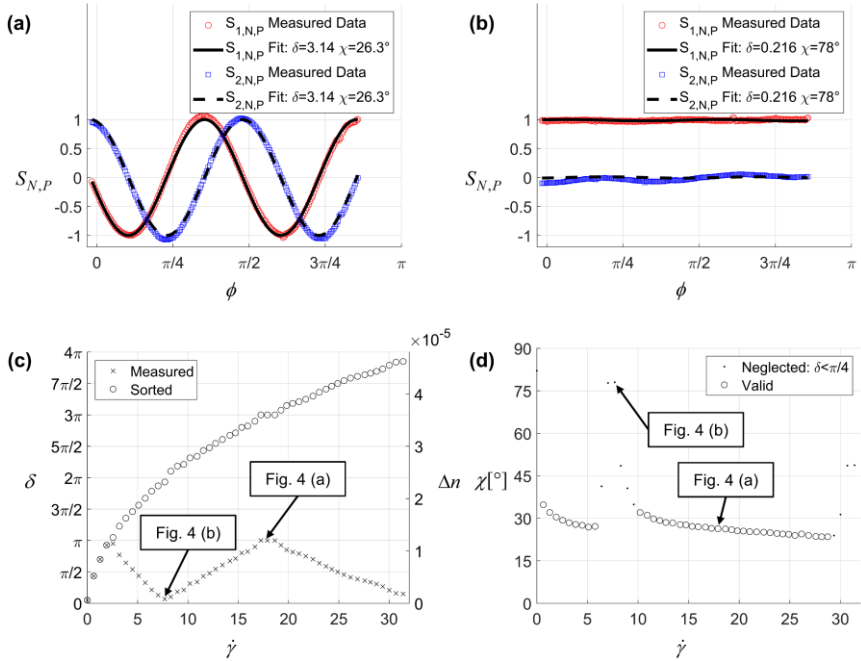 (a)
S1,N,P Measured Data
S1,N,P Fit: δ=3.14 χ=26.3°
S2,N,P Measured Data
S2,N,P Fit: δ=3.14 χ=26.3°
1
0.5
0
-0.5
-1
SN,P
0 π/4 π/2 3π/4 π
ϕ
(b)
S1,N,P Measured Data
S1,N,P Fit: δ=0.216 χ=78°
S2,N,P Measured Data
S2,N,P Fit: δ=0.216 χ=78°
1
0.5
0
-0.5
-1
SN,P
0 π/4 π/2 3π/4 π
ϕ
(c)
×10-5
Measured
Sorted
4π
7π/2
3π
5π/2
2π
3π/2
π
π/2
0
δ
4
3
2
1
0
Δn
Fig. 4 (a)
Fig. 4 (b)
0 5 10 15 20 25 30
γ̇
(d)
Neglected: δ<π/4
Valid
90
75
60
45
30
15
0
χ[°]
Fig. 4 (b)
Fig. 4 (a)
0 5 10 15 20 25 30
γ̇